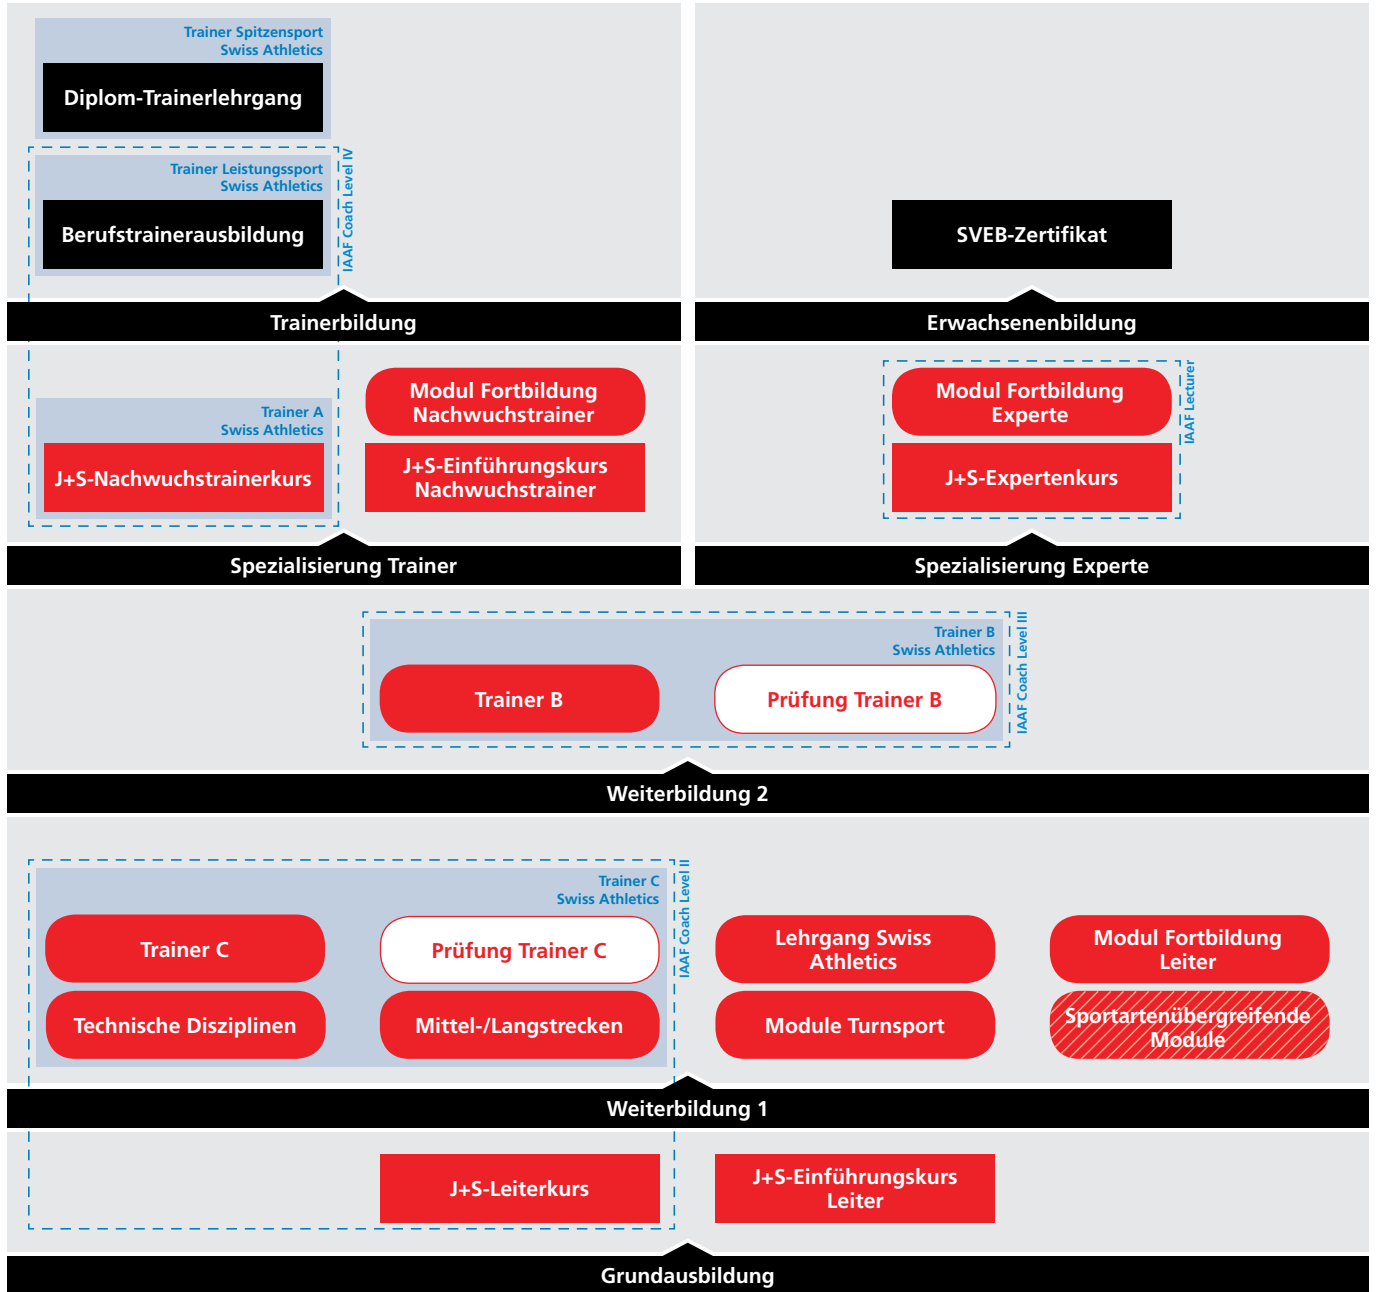 Trainer Spitzensport
Swiss Athletics
Diplom-Trainerlehrgang
Trainer Leistungssport
Swiss Athletics
Berufstrainerausbildung
IAAF Coach Level IV
SVEB-Zertifikat
Trainerbildung
Erwachsenenbildung
Trainer A
Swiss Athletics
J+S-Nachwuchstrainerkurs
Modul Fortbildung
Nachwuchstrainer
J+S-Einführungskurs
Nachwuchstrainer
Modul Fortbildung
Experte
J+S-Expertenkurs
IAAF Lecturer
Spezialisierung Trainer
Spezialisierung Experte
Trainer B
Swiss Athletics
Trainer B
Prüfung Trainer B
IAAF Coach Level III
Weiterbildung 2
Trainer C
Swiss Athletics
Trainer C
Prüfung Trainer C
Technische Disziplinen
Mittel-/Langstrecken
IAAF Coach Level II
Lehrgang Swiss
Athletics
Modul Fortbildung
Leiter
Module Turnsport
Sportartenübergreifende
Module
Weiterbildung 1
J+S-Leiterkurs
J+S-Einführungskurs
Leiter
Grundausbildung